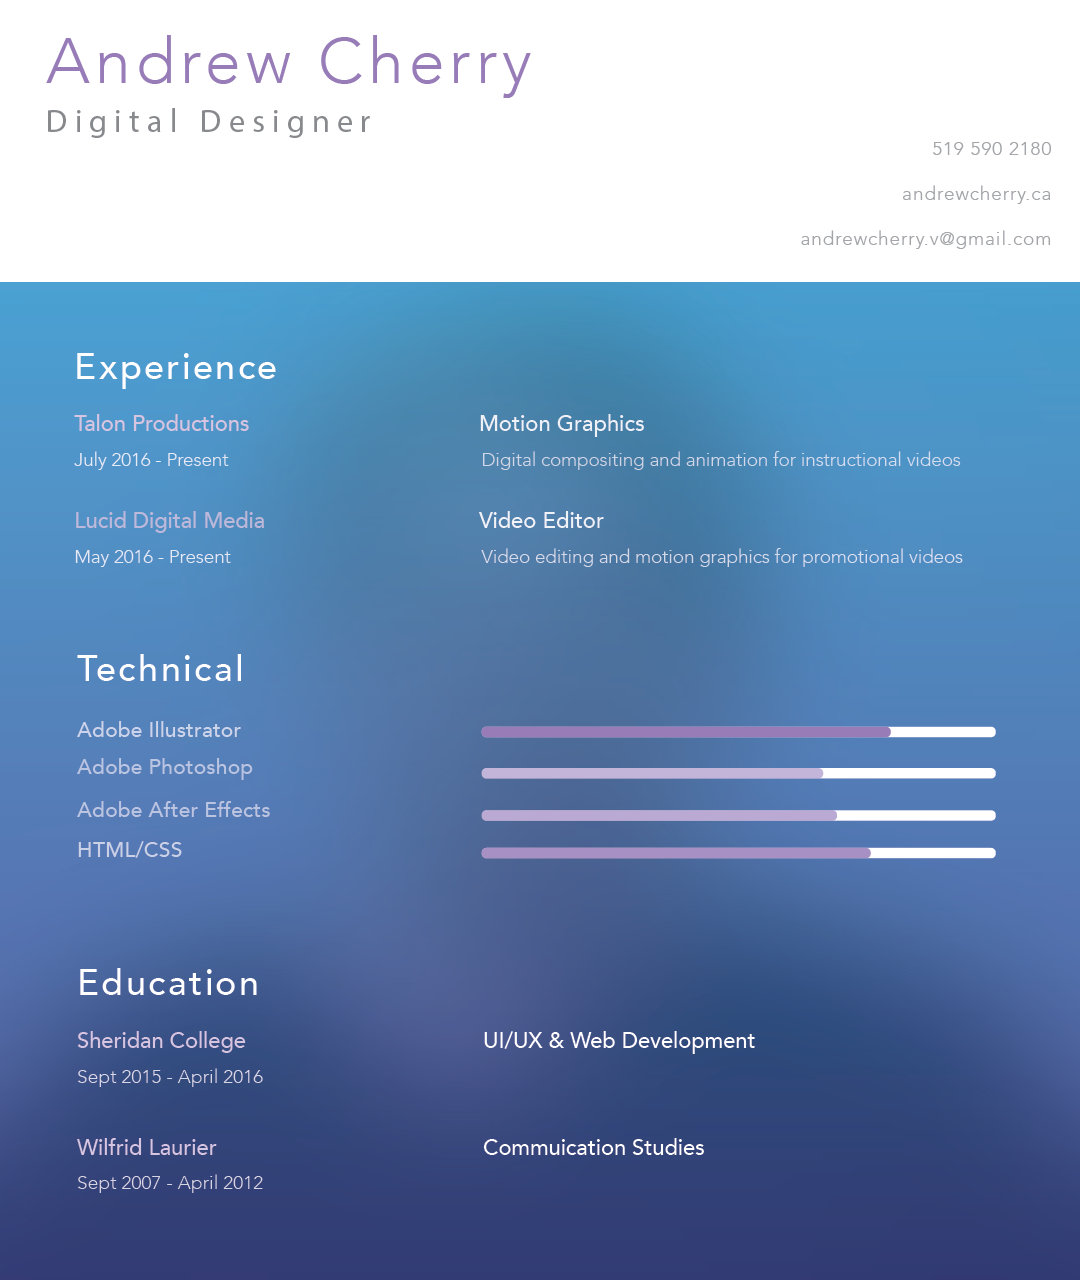 Andrew Cherry
Digital Designer
519 590 2180
andrewcherry.ca
andrewcherry.v@gmail.com
Experience
Talon Productions
Motion Graphics
July 2016 - Present
Digital compositing and animation for instructional videos
Lucid Digital Media
Video Editor
May 2016 - Present
Video editing and motion graphics for promotional videos
Technical
Adobe Illustrator
Adobe Photoshop
Adobe After Effects
HTML/CSS
Education
Sheridan College
UI/UX & Web Development
Sept 2015 - April 2016
Wilfrid Laurier
Commuication Studies
Sept 2007 - April 2012